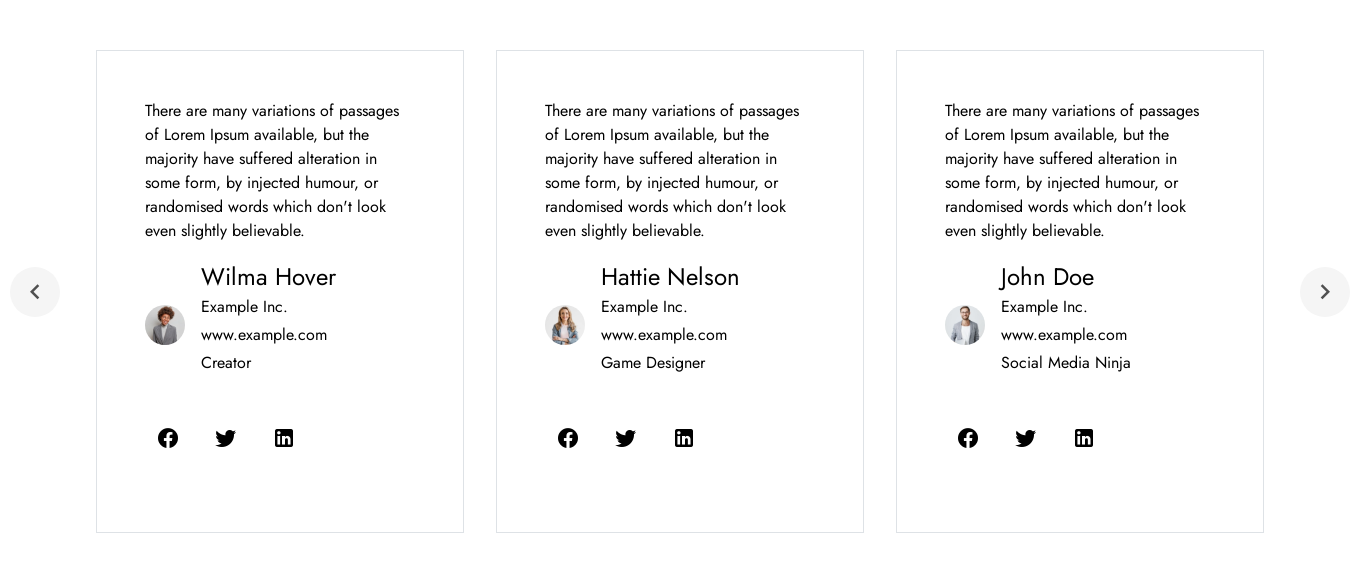 There are many variations of passages
of Lorem Ipsum available, but the
majority have suffered alteration in
some form, by injected humour, or
randomised words which don't look
even slightly believable.
Wilma Hover
Example Inc.
www.example.com
Creator
There are many variations of passages
of Lorem Ipsum available, but the
majority have suffered alteration in
some form, by injected humour, or
randomised words which don't look
even slightly believable.
Hattie Nelson
Example Inc.
www.example.com
Game Designer
There are many variations of passages
of Lorem Ipsum available, but the
majority have suffered alteration in
some form, by injected humour, or
randomised words which don't look
even slightly believable.
John Doe
Example Inc.
www.example.com
Social Media Ninja